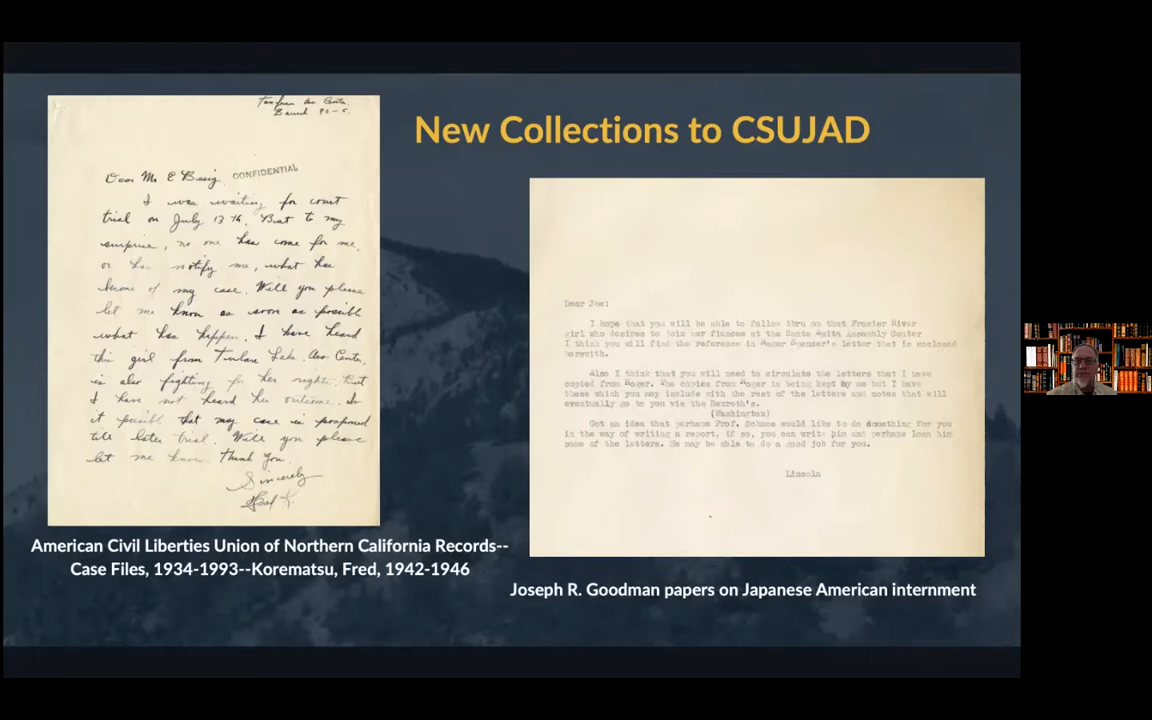 New Collections to CSUJAD
Tanforan Ass Center
Barrack 90-5.
CONFIDENTIAL
Dear Mr E Besig,
I was waiting for court
trial on July 13th. But to my
surprise, no one has come for me,
or has notify me, what has
become of my case. Will you please
let me know as soon as possible
what has happen. I have heard
this girl from Tulare Lake. Ass. Center.
is also fighting for her rights. But
I have not heard her outcome. Is
it possible that my case is postponed
till later trial. Will you please
let me know. Thank You.
Sincerely
Fred K.
American Civil Liberties Union of Northern California Records--
Case Files, 1934-1993--Korematsu, Fred, 1942-1946
Dear Joe:
I hope that you will be able to follow thru on that Frazier River
girl who desires to join her fiances at the Santa Anita Assembly Center
I think you will find the reference in Roger Spencer's letter that is enclosed
herewith.
Also I think that you will need to circulate the letters that I have
copied from Roger. The copies from Roger is being kept by me but I have
these which you may include with the rest of the letters and notes that will
eventually go to you via the Rexroth's.
(Washington)
Got an idea that perhaps Prof. Schmoe would like to do something for you
in the way of writing a report, if so, you can write him and perhaps loan him
some of the letters. He may be able to do a good job for you.
Lincoln
Joseph R. Goodman papers on Japanese American internment